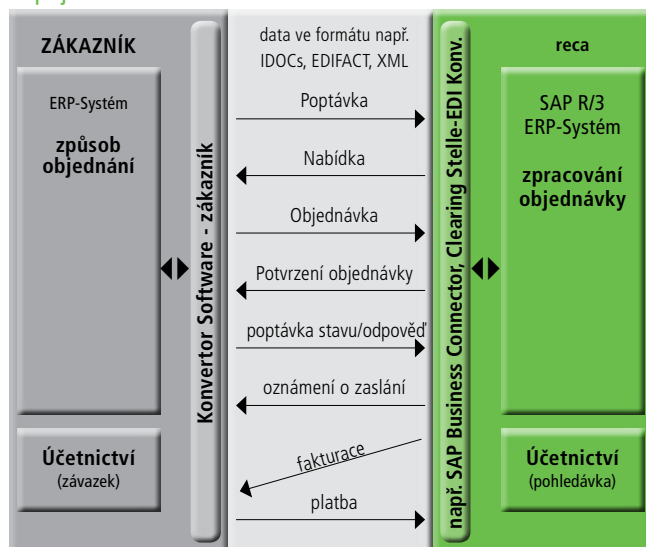 ZÁKAZNÍK
ERP-Systém
způsob
objednání
Účetnictví
(závazek)
Konvertor Software - zákazník
data ve formátu např.
IDOCs, EDIFACT, XML
Poptávka
Nabídka
Objednávka
Potvrzení objednávky
poptávka stavu/odpověď
oznámení o zaslání
fakturace
platba
např. SAP Business Connector, Clearing Stelle-EDI Konv.
reca
SAP R/3
ERP-Systém
zpracování
objednávky
Účetnictví
(pohledávka)